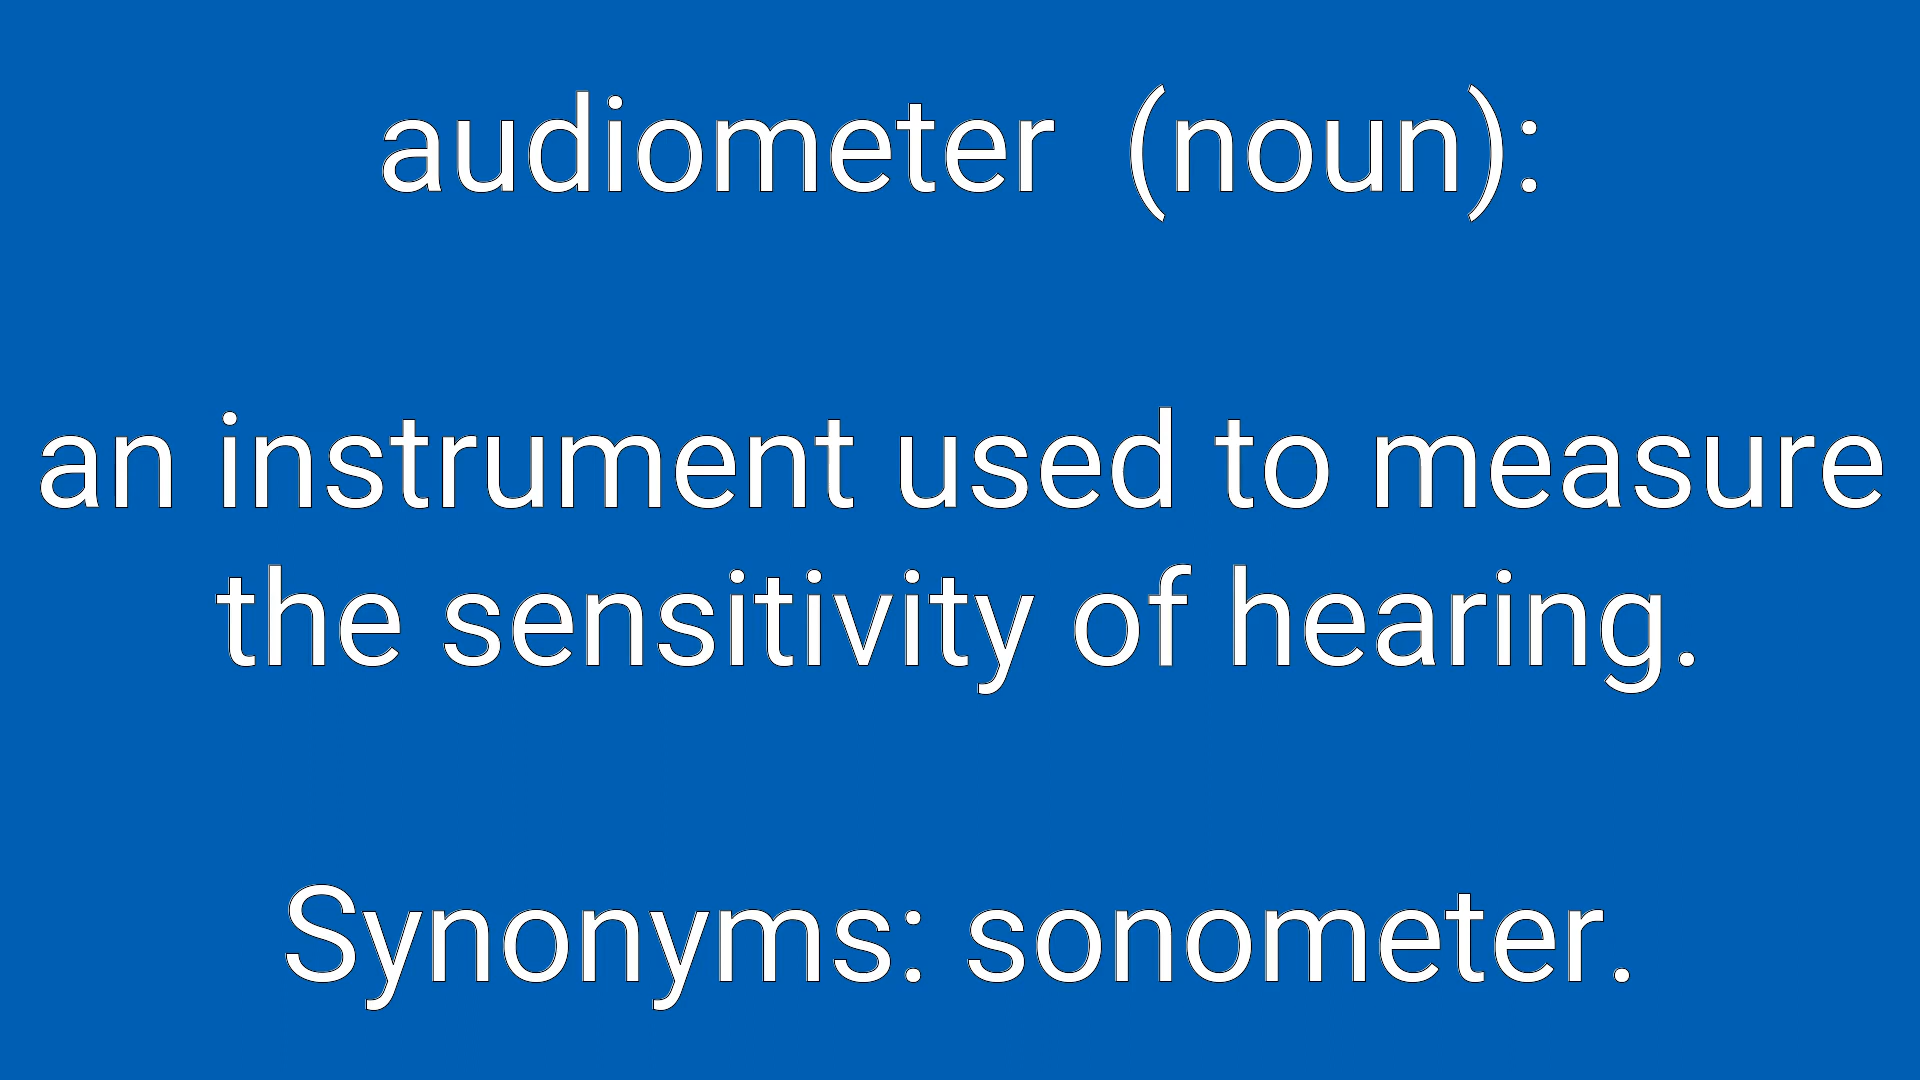 audiometer  (noun):
an instrument used to measure
the sensitivity of hearing.
Synonyms: sonometer.